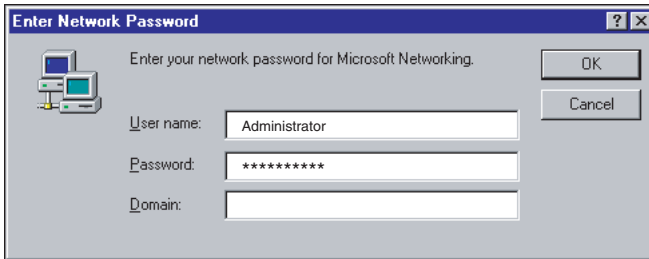 Enter Network Password
Enter your network password for Microsoft Networking.
OK
Cancel
User name: Administrator
Password: **********
Domain: